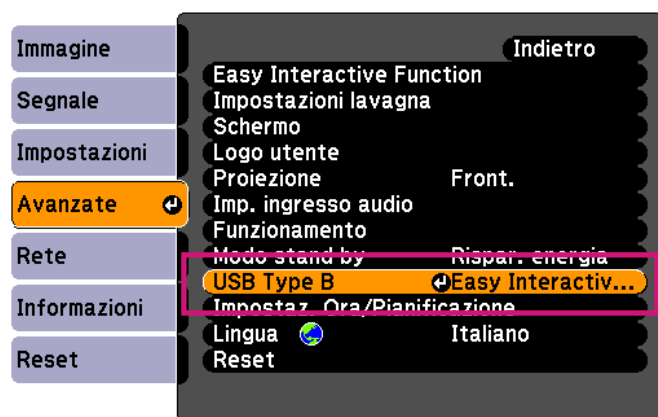 Immagine
Segnale
Impostazioni
Avanzate
Rete
Informazioni
Reset
Indietro
Easy Interactive Function
Impostazioni lavagna
Schermo
Logo utente
Proiezione Front.
Imp. ingresso audio
Funzionamento
Modo stand by Rispar. energia
USB Type B Easy Interactiv...
Impostaz. Ora/Pianificazione
Lingua Italiano
Reset